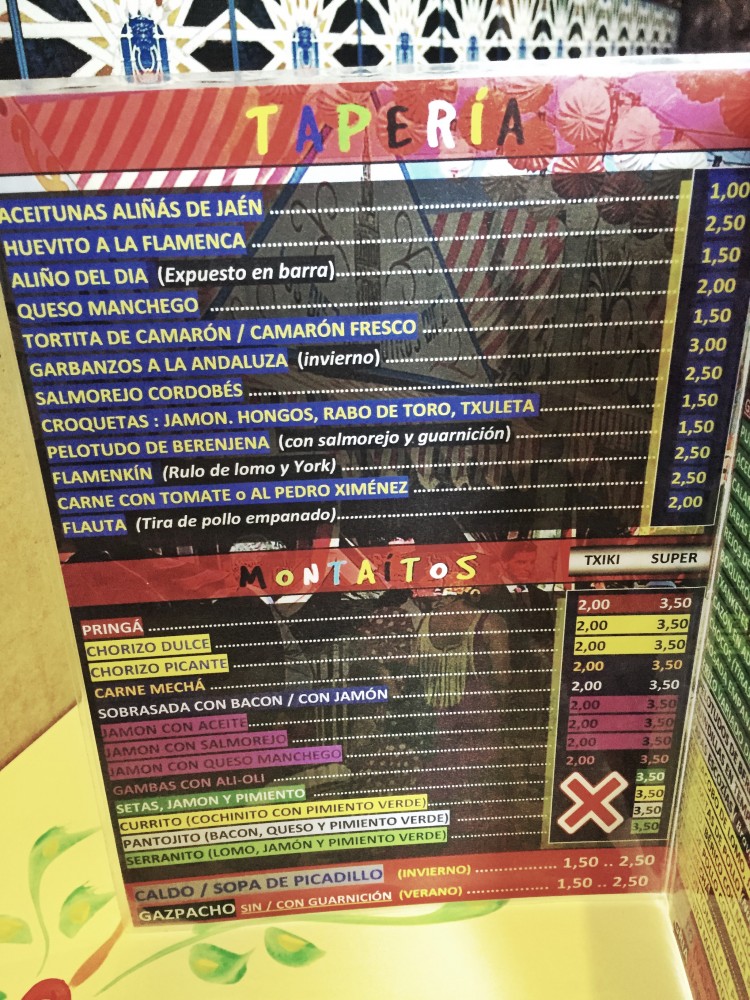 TAPERÍA
ACEITUNAS ALIÑÁS DE JAÉN 1,00
HUEVITO A LA FLAMENCA 2,50
ALIÑO DEL DIA (Expuesto en barra) 1,50
QUESO MANCHEGO 2,00
TORTITA DE CAMARÓN / CAMARÓN FRESCO 1,50
GARBANZOS A LA ANDALUZA (invierno) 3,00
SALMOREJO CORDOBÉS 2,50
CROQUETAS : JAMON. HONGOS, RABO DE TORO, TXULETA 1,50
PELOTUDO DE BERENJENA (con salmorejo y guarnición) 1,50
FLAMENKÍN (Rulo de lomo y York) 2,50
CARNE CON TOMATE o AL PEDRO XIMÉNEZ 2,50
FLAUTA (Tira de pollo empanado) 2,00
MONTAÍTOS TXIKI SUPER
PRINGÁ 2,00 3,50
CHORIZO DULCE 2,00 3,50
CHORIZO PICANTE 2,00 3,50
CARNE MECHÁ 2,00 3,50
SOBRASADA CON BACON / CON JAMÓN 2,00 3,50
JAMON CON ACEITE 2,00 3,50
JAMON CON SALMOREJO 2,00 3,50
JAMON CON QUESO MANCHEGO 2,00 3,50
GAMBAS CON ALI-OLI 2,00 3,50
SETAS, JAMON Y PIMIENTO 3,50
CURRITO (COCHINITO CON PIMIENTO VERDE) 3,50
PANTOJITO (BACON, QUESO Y PIMIENTO VERDE) 3,50
SERRANITO (LOMO, JAMÓN Y PIMIENTO VERDE) 3,50
CALDO / SOPA DE PICADILLO (INVIERNO) 1,50 .. 2,50
GAZPACHO SIN / CON GUARNICIÓN (VERANO) 1,50 .. 2,50